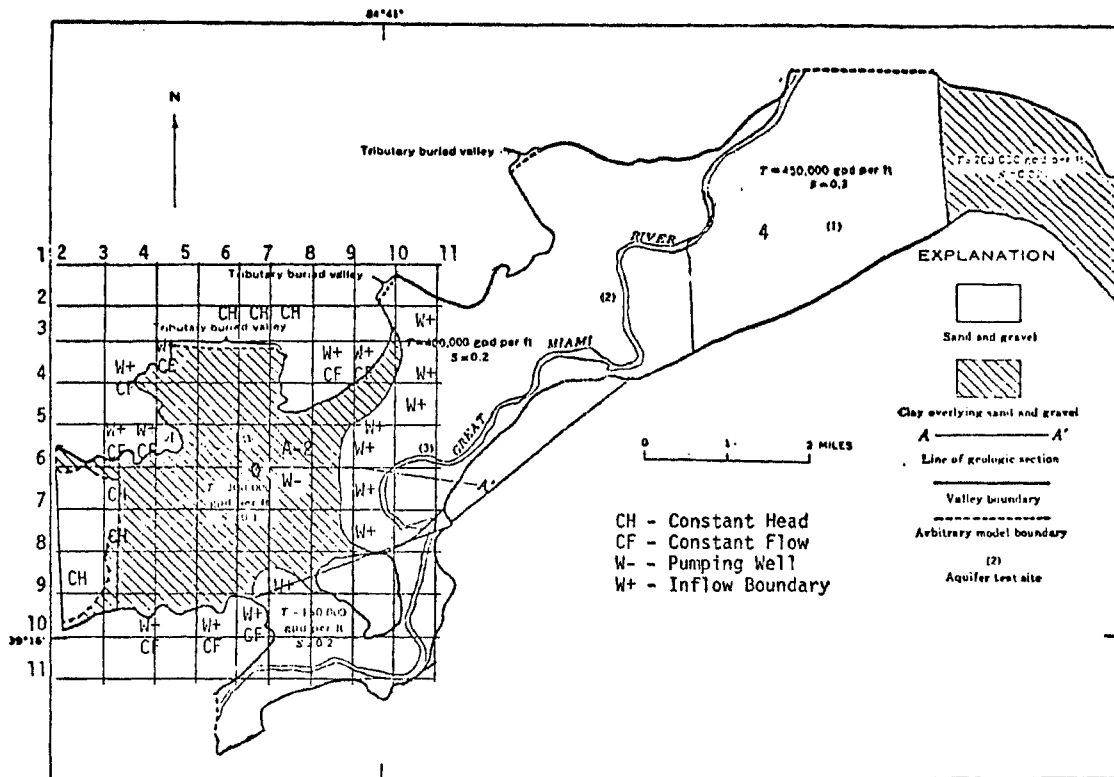 84°41'
N
Tributary buried valley
T=450,000 gpd per ft
S=0.3
4
(1)
RIVER
1 2 3 4 5 6 7 8 9 10 11
EXPLANATION
Tributary buried valley
2
(2)
CH CH CH
W+
Sand and gravel
3
Tributary buried valley
T=400,000 gpd per ft
S=0.2
MIAMI
W+
W+ W+
CF
W+
CF
W+
4
W+
Clay overlying sand and gravel
5
GREAT
W+ W+
CF CF
W+
A A'
Line of geologic section
0 1 2 MILES
(3)
A-2
6
W-
Valley boundary
CH
W+
7
Arbitrary model boundary
CH
W+
(2)
Aquifer test site
8
CH
W+
9
CH - Constant Head
CF - Constant Flow
W- - Pumping Well
W+ - Inflow Boundary
10
39°16'
W+
CF
W+
CF
W+
gpd per ft
S=0.2
11